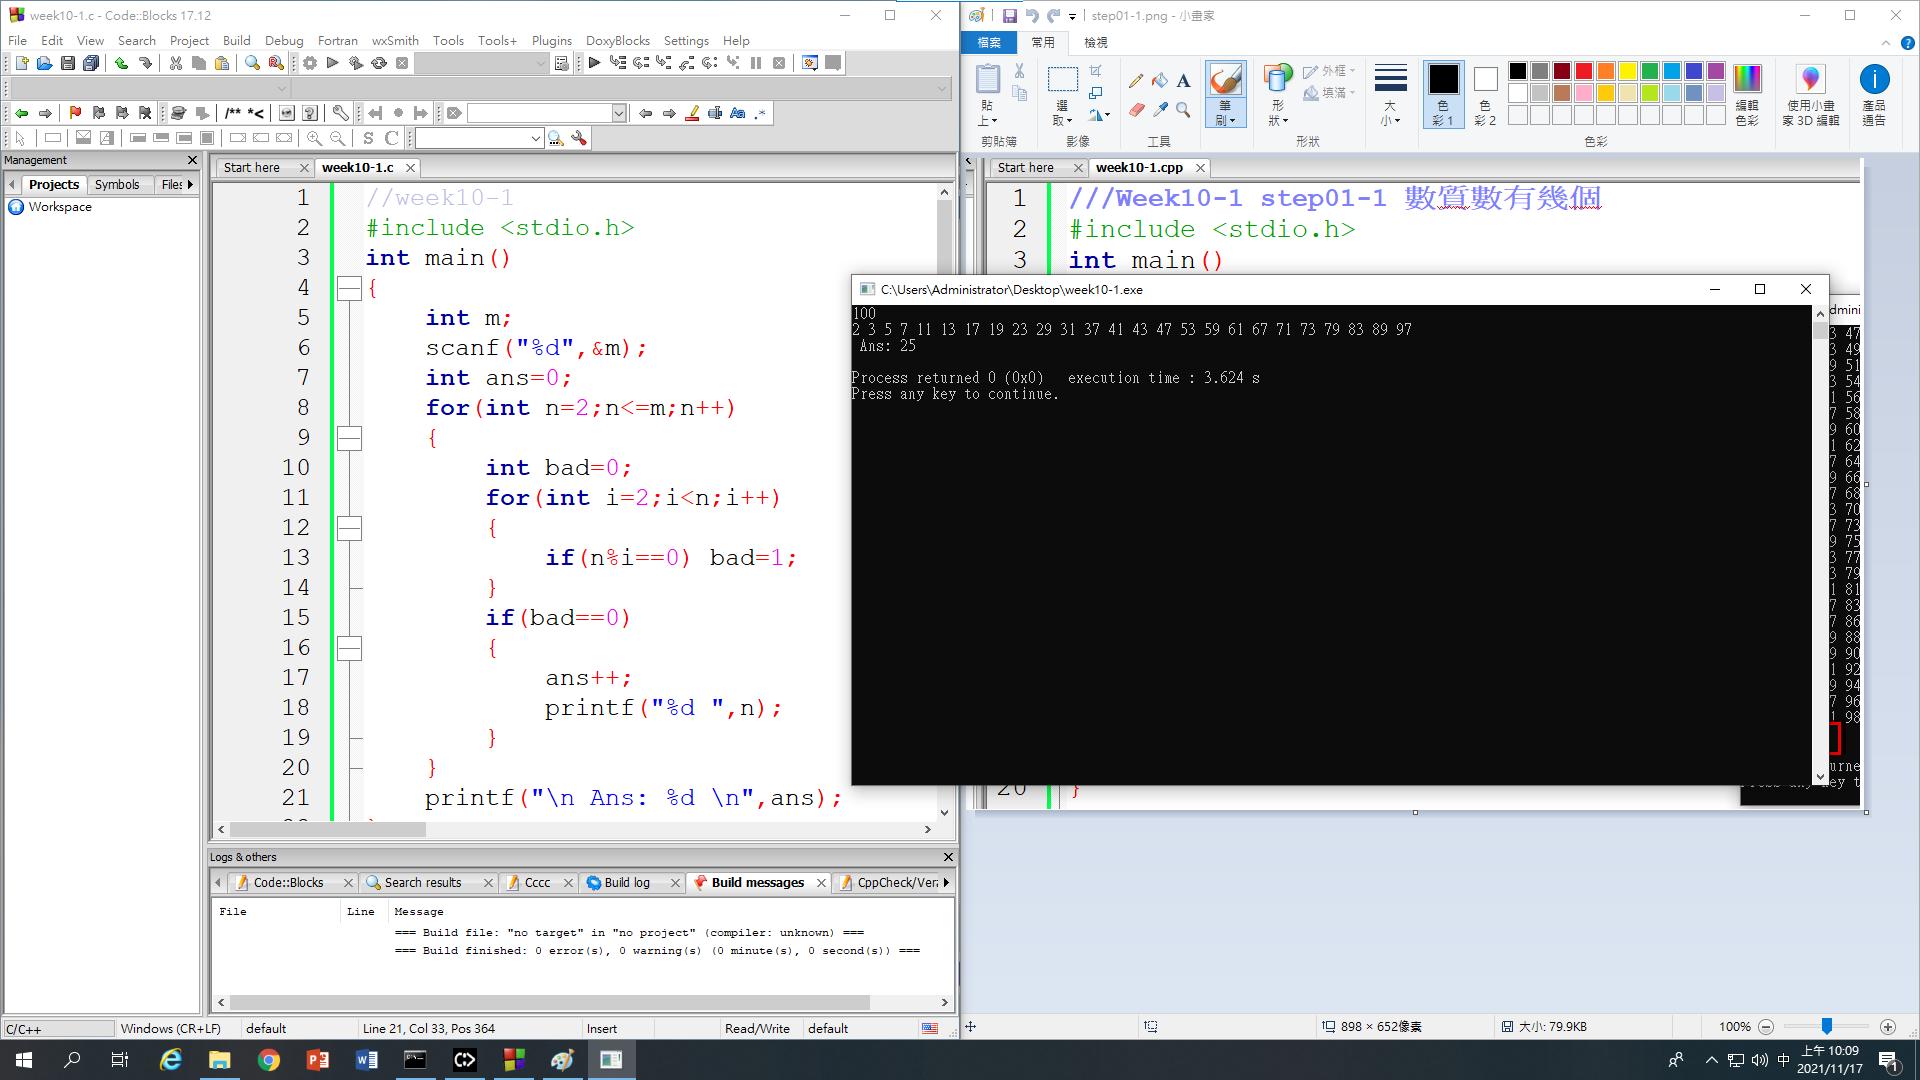 week10-1.c - Code::Blocks 17.12
File Edit View Search Project Build Debug Fortran wxSmith Tools Tools+ Plugins DoxyBlocks Settings Help
Management
Projects Symbols Files
Workspace
Start here week10-1.c
1 //week10-1
2 #include <stdio.h>
3 int main()
4 {
5 int m;
6 scanf("%d",&m);
7 int ans=0;
8 for(int n=2;n<=m;n++)
9 {
10 int bad=0;
11 for(int i=2;i<n;i++)
12 {
13 if(n%i==0) bad=1;
14 }
15 if(bad==0)
16 {
17 ans++;
18 printf("%d ",n);
19 }
20 }
21 printf("\n Ans: %d \n",ans);
Logs & others
Code::Blocks Search results Cccc Build log Build messages CppCheck/Vera
File Line Message
=== Build file: "no target" in "no project" (compiler: unknown) ===
=== Build finished: 0 error(s), 0 warning(s) (0 minute(s), 0 second(s)) ===
C/C++ Windows (CR+LF) default Line 21, Col 33, Pos 364 Insert Read/Write default
step01-1.png - 小畫家
檔案 常用 檢視
貼上 選取 筆刷 形狀 外框 填滿 大小 色彩 1 色彩 2 編輯色彩 使用小畫家 3D 編輯 產品通告
剪貼簿 影像 工具 形狀 色彩
Start here week10-1.cpp
1 ///Week10-1 step01-1 數質數有幾個
2 #include <stdio.h>
3 int main()
20 }
C:\Users\Administrator\Desktop\week10-1.exe
100
2 3 5 7 11 13 17 19 23 29 31 37 41 43 47 53 59 61 67 71 73 79 83 89 97
Ans: 25
Process returned 0 (0x0) execution time : 3.624 s
Press any key to continue.
898 × 652像素 大小: 79.9KB 100%
中
上午 10:09
2021/11/17
1